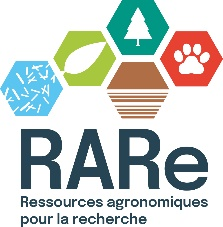 RARe
Ressources agronomiques
pour la recherche